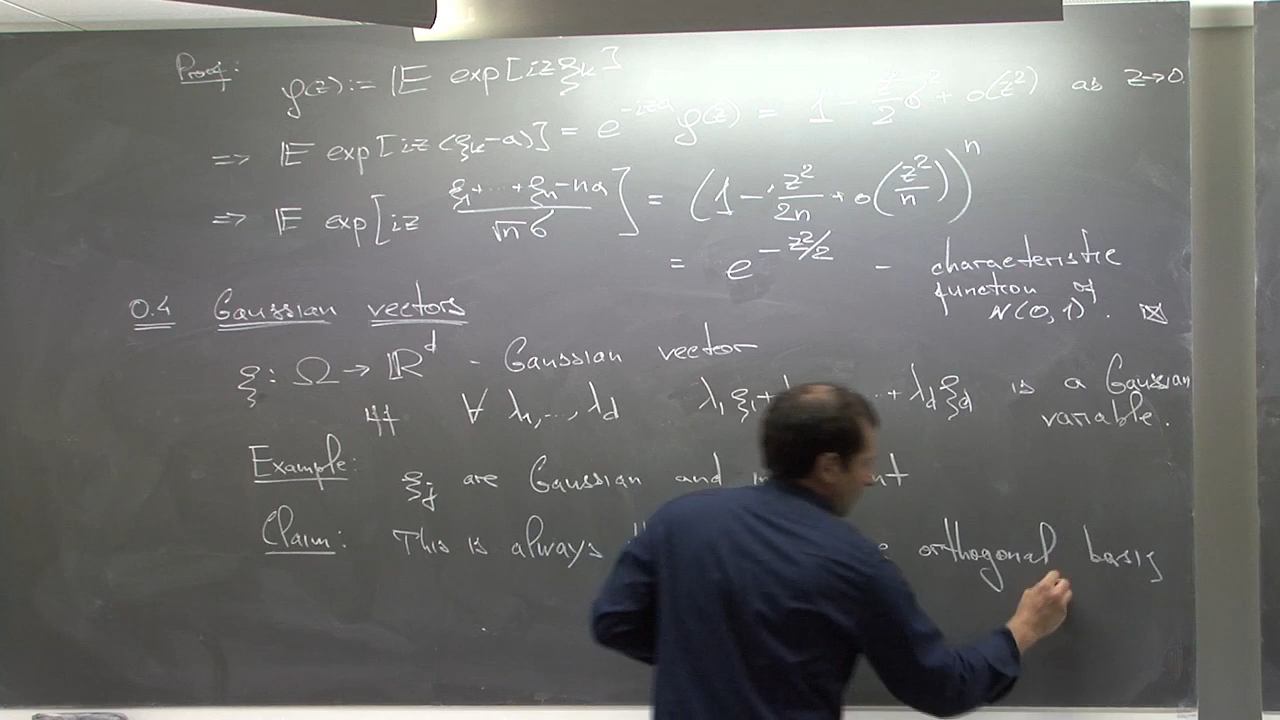 Proof: φ(z) := 𝔼 exp[izξ_k]
⇒ 𝔼 exp[iz(ξ_k-a)] = e^{-iza} φ(z) = 1 - z²/2 σ² + o(z²) as z→0
⇒ 𝔼 exp[iz (ξ_1+...+ξ_n-na)/(√n σ)] = (1 - z²/2n + o(z²/n))^n
= e^{-z²/2} - characteristic
function of
N(0,1). ☒
0.4 Gaussian vectors
ξ: Ω → ℝ^d - Gaussian vector
iff ∀ λ_1,...,λ_d λ_1ξ_1+ ...+λ_dξ_d is a Gaussian
variable.
Example: ξ_j are Gaussian and
Claim: This is always orthogonal basis